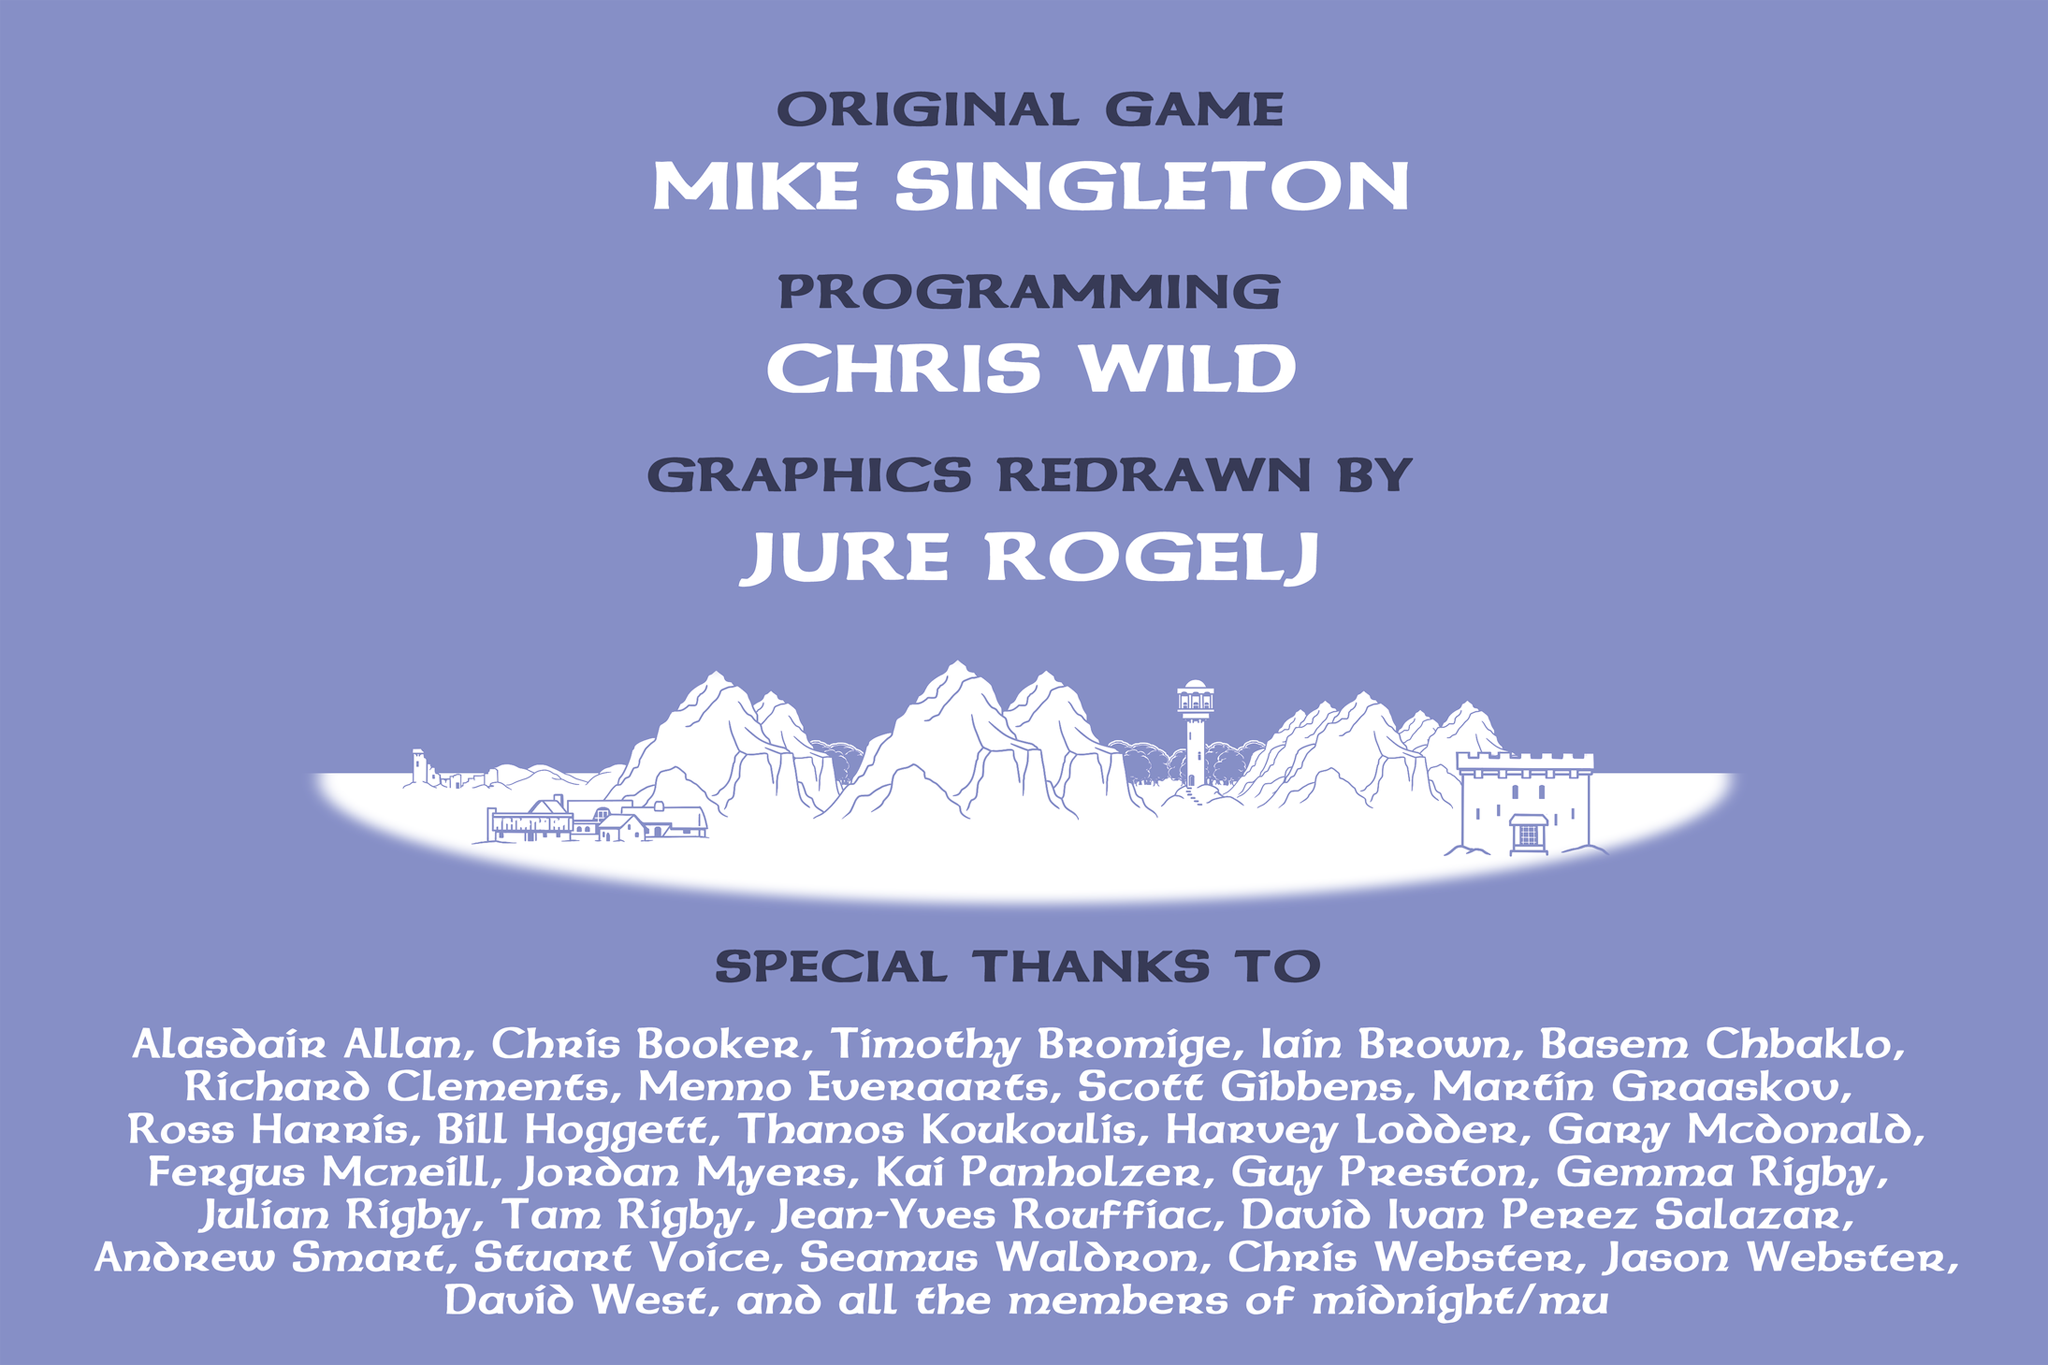 ORIGINAL GAME
MIKE SINGLETON
PROGRAMMING
CHRIS WILD
GRAPHICS REDRAWN BY
JURE ROGELJ
SPECIAL THANKS TO
Alasdair Allan, Chris Booker, Timothy Bromige, Iain Brown, Basem Chbaklo,
Richard Clements, Menno Everaarts, Scott Gibbens, Martin Graaskov,
Ross Harris, Bill Hoggett, Thanos Koukoulis, Harvey Lodder, Gary Mcdonald,
Fergus Mcneill, Jordan Myers, Kai Panholzer, Guy Preston, Gemma Rigby,
Julian Rigby, Tam Rigby, Jean-Yves Rouffiac, David Ivan Perez Salazar,
Andrew Smart, Stuart Voice, Seamus Waldron, Chris Webster, Jason Webster,
David West, and all the members of midnight/mu